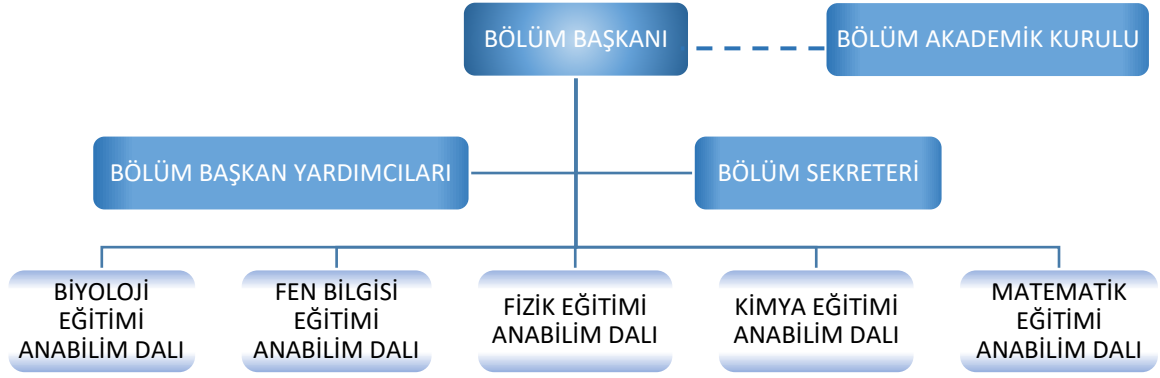 BÖLÜM BAŞKANI
BÖLÜM AKADEMİK KURULU
BÖLÜM BAŞKAN YARDIMCILARI
BÖLÜM SEKRETERİ
BİYOLOJİ
EĞİTİMİ
ANABİLİM DALI
FEN BİLGİSİ
EĞİTİMİ
ANABİLİM DALI
FİZİK EĞİTİMİ
ANABİLİM DALI
KİMYA EĞİTİMİ
ANABİLİM DALI
MATEMATİK
EĞİTİMİ
ANABİLİM DALI